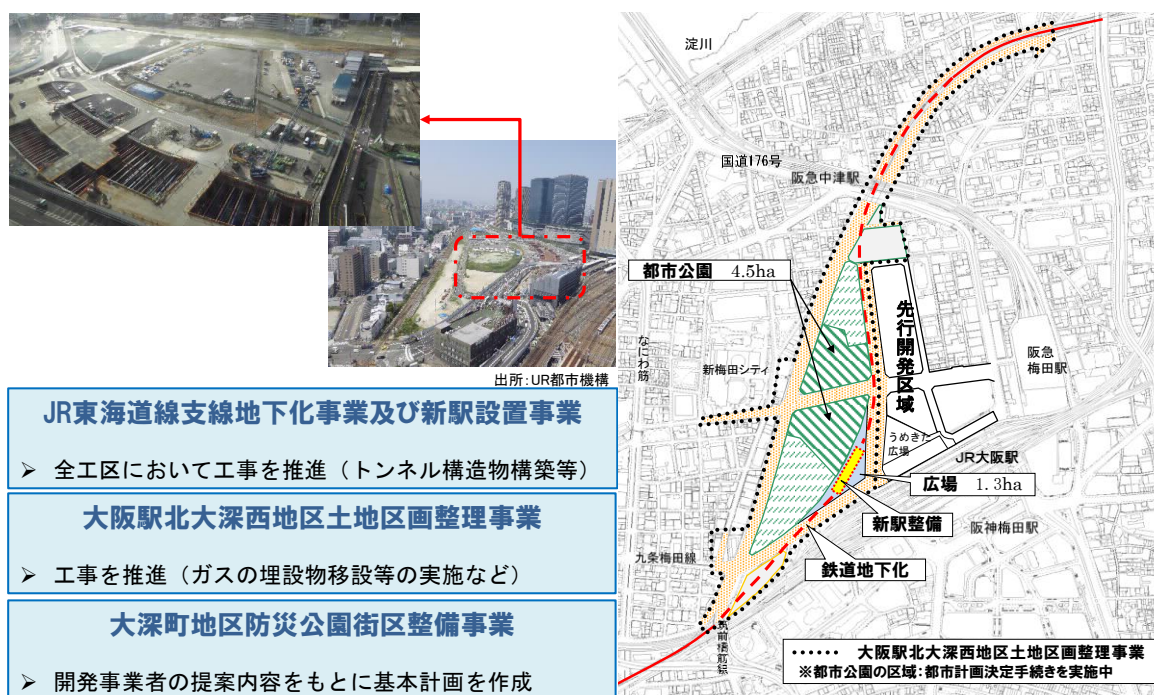 出所:UR都市機構
JR東海道線支線地下化事業及び新駅設置事業
➢ 全工区において工事を推進（トンネル構造物構築等）
大阪駅北大深西地区土地区画整理事業
➢ 工事を推進（ガスの埋設物移設等の実施など）
大深町地区防災公園街区整備事業
➢ 開発事業者の提案内容をもとに基本計画を作成
淀川
国道176号
阪急中津駅
都市公園 4.5ha
先行開発区域
なにわ筋
新梅田シティ
阪急
梅田駅
うめきた
広場
JR大阪駅
広場 1.3ha
新駅整備
阪神梅田駅
九条梅田線
鉄道地下化
筑前橋筋線
大阪駅北大深西地区土地区画整理事業
※都市公園の区域:都市計画決定手続きを実施中